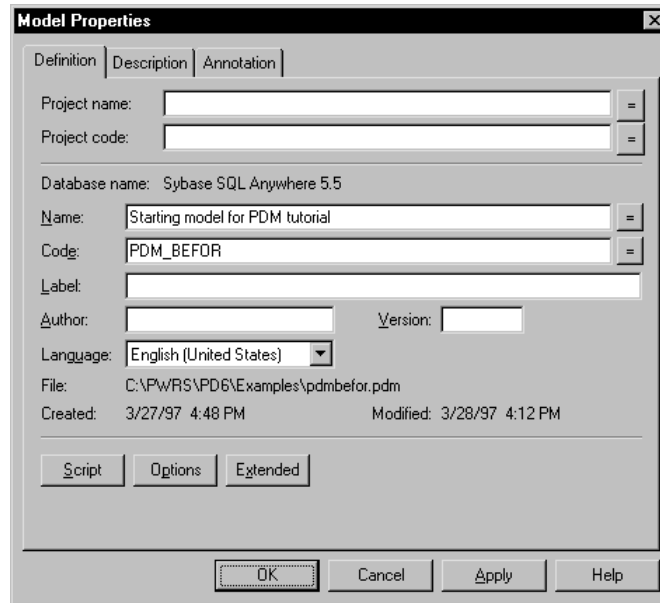 Model Properties
Definition Description Annotation
Project name: =
Project code: =
Database name: Sybase SQL Anywhere 5.5
Name: Starting model for PDM tutorial =
Code: PDM_BEFOR =
Label:
Author: Version:
Language: English (United States)
File: C:\PWRS\PD6\Examples\pdmbefor.pdm
Created: 3/27/97 4:48 PM Modified: 3/28/97 4:12 PM
Script Options Extended
OK Cancel Apply Help